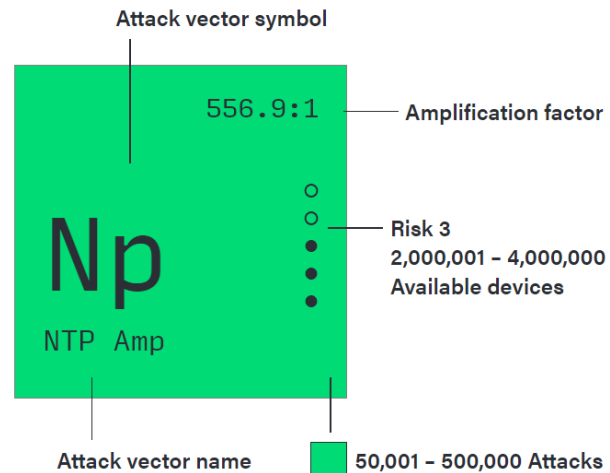 Attack vector symbol
556.9:1
Amplification factor
Np
Risk 3
2,000,001 – 4,000,000
Available devices
NTP Amp
Attack vector name
50,001 – 500,000 Attacks